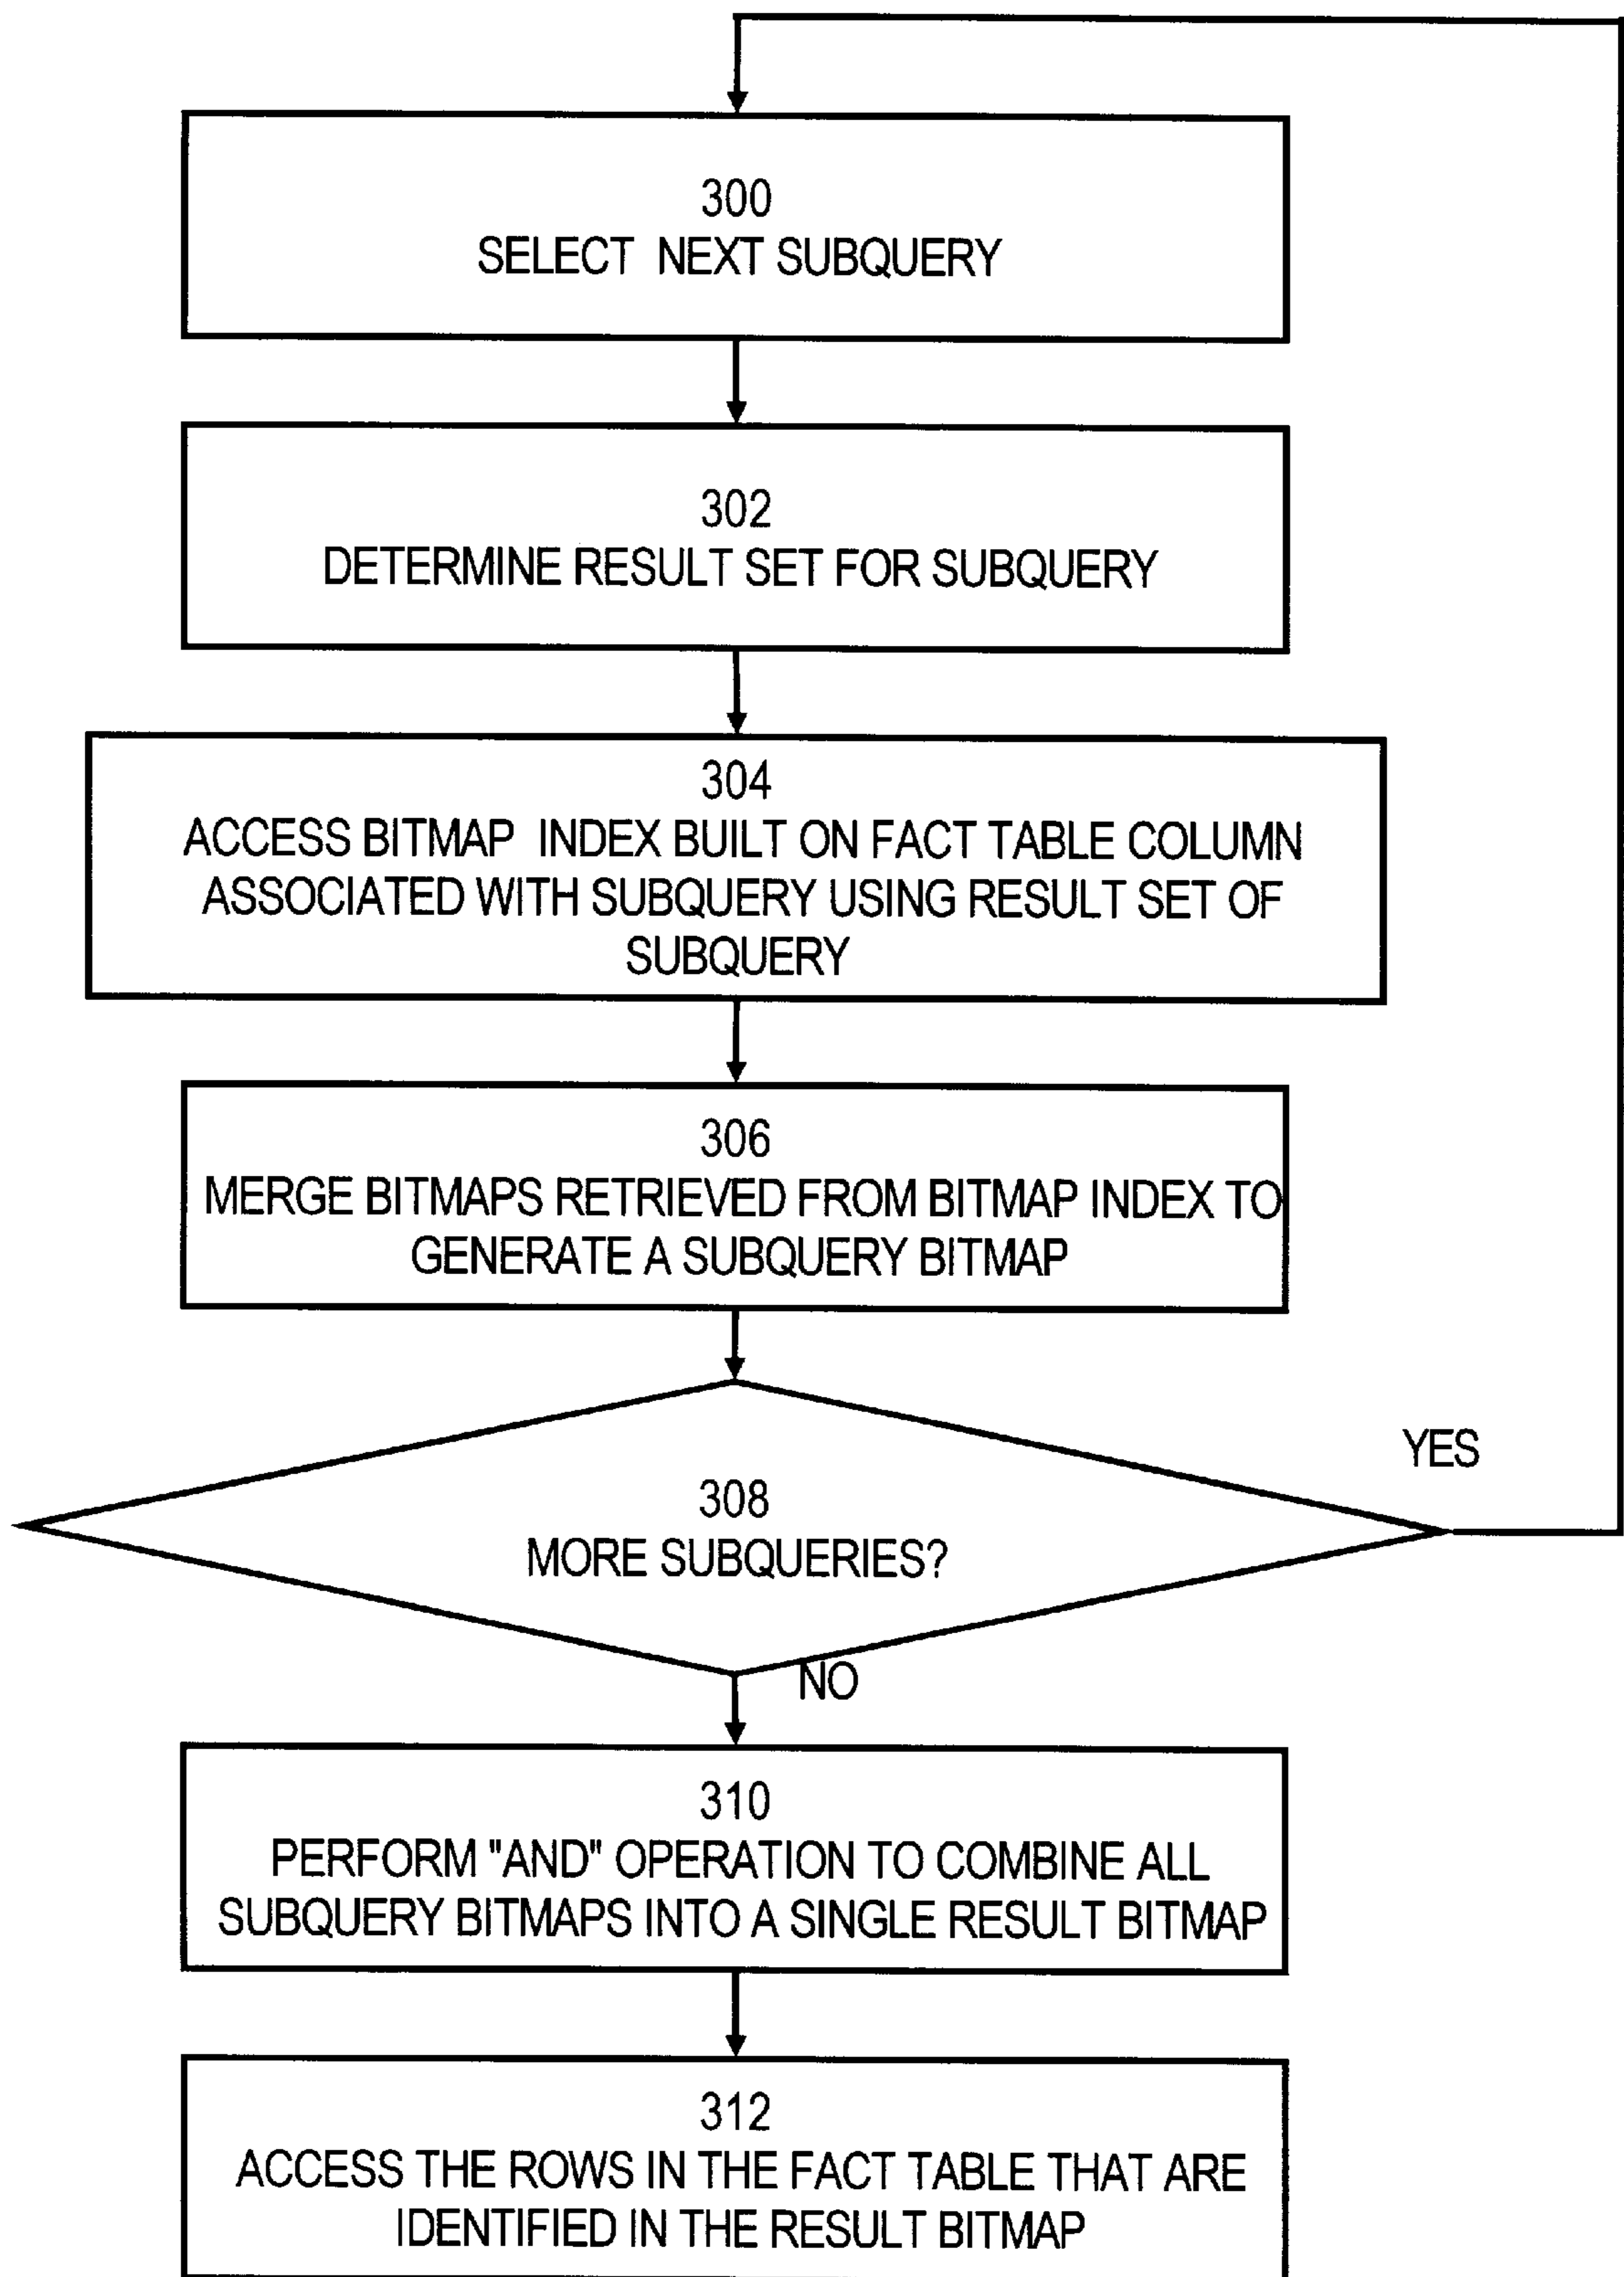 300
SELECT NEXT SUBQUERY
302
DETERMINE RESULT SET FOR SUBQUERY
304
ACCESS BITMAP INDEX BUILT ON FACT TABLE COLUMN
ASSOCIATED WITH SUBQUERY USING RESULT SET OF
SUBQUERY
306
MERGE BITMAPS RETRIEVED FROM BITMAP INDEX TO
GENERATE A SUBQUERY BITMAP
YES
308
MORE SUBQUERIES?
NO
310
PERFORM "AND" OPERATION TO COMBINE ALL
SUBQUERY BITMAPS INTO A SINGLE RESULT BITMAP
312
ACCESS THE ROWS IN THE FACT TABLE THAT ARE
IDENTIFIED IN THE RESULT BITMAP